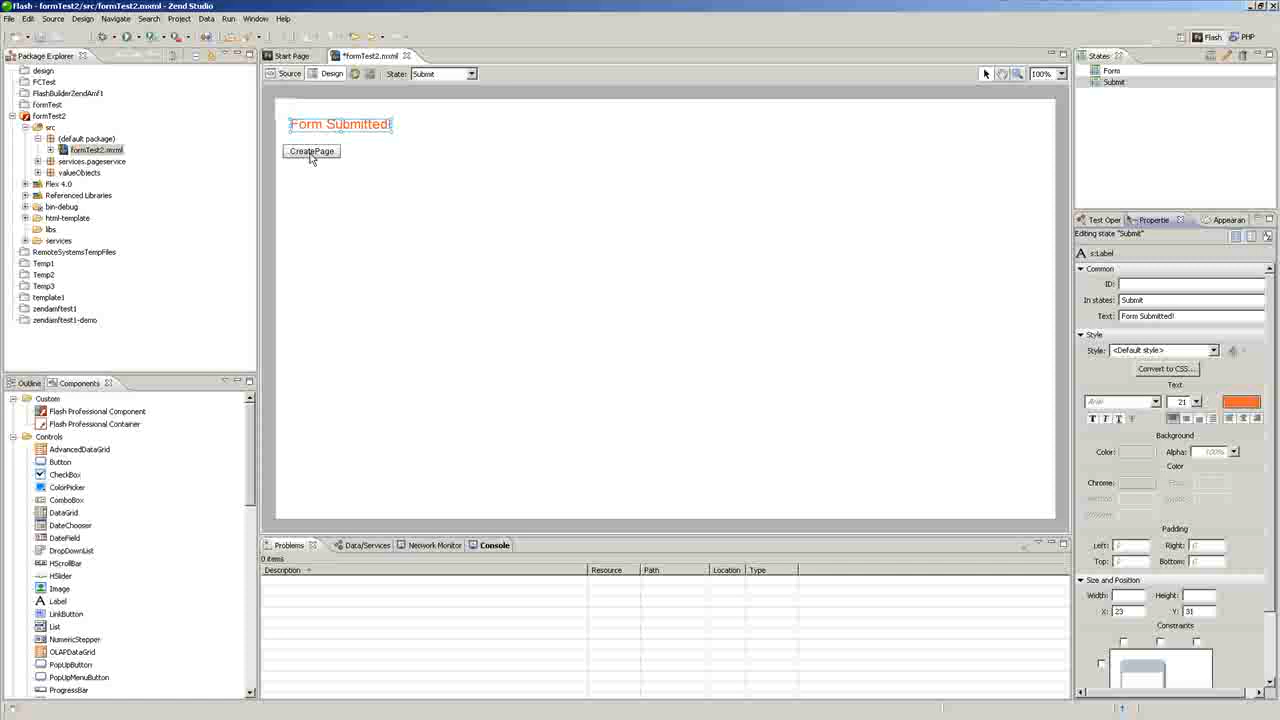 Flash - formTest2/src/formTest2.mxml - Zend Studio
File Edit Source Design Navigate Search Project Data Run Window Help
Flash PHP
Package Explorer
design
FCTest
FlashBuilderZendAmf1
formTest
formTest2
src
(default package)
formTest2.mxml
services.pageservice
valueObjects
Flex 4.0
Referenced Libraries
bin-debug
html-template
libs
services
RemoteSystemsTempFiles
Temp1
Temp2
Temp3
template1
zendamftest1
zendamftest1-demo
Outline Components
Custom
Flash Professional Component
Flash Professional Container
Controls
AdvancedDataGrid
Button
CheckBox
ColorPicker
ComboBox
DataGrid
DateChooser
DateField
DropDownList
HScrollBar
HSlider
Image
Label
LinkButton
List
NumericStepper
OLAPDataGrid
PopUpButton
PopUpMenuButton
ProgressBar
Start Page *formTest2.mxml
Source Design State: Submit 100%
Form Submitted!
CreatePage
Problems Data/Services Network Monitor Console
0 items
Description Resource Path Location Type
States
Form
Submit
Test Oper Propertie Appearan
Editing state "Submit"
s:Label
Common
ID:
In states: Submit
Text: Form Submitted!
Style
Style: <Default style>
Convert to CSS...
Text
Arial 21
T T T
Background
Color: Alpha: 100%
Color
Chrome:
Padding
Left: Right:
Top: Bottom:
Size and Position
Width: Height:
X: 23 Y: 31
Constraints